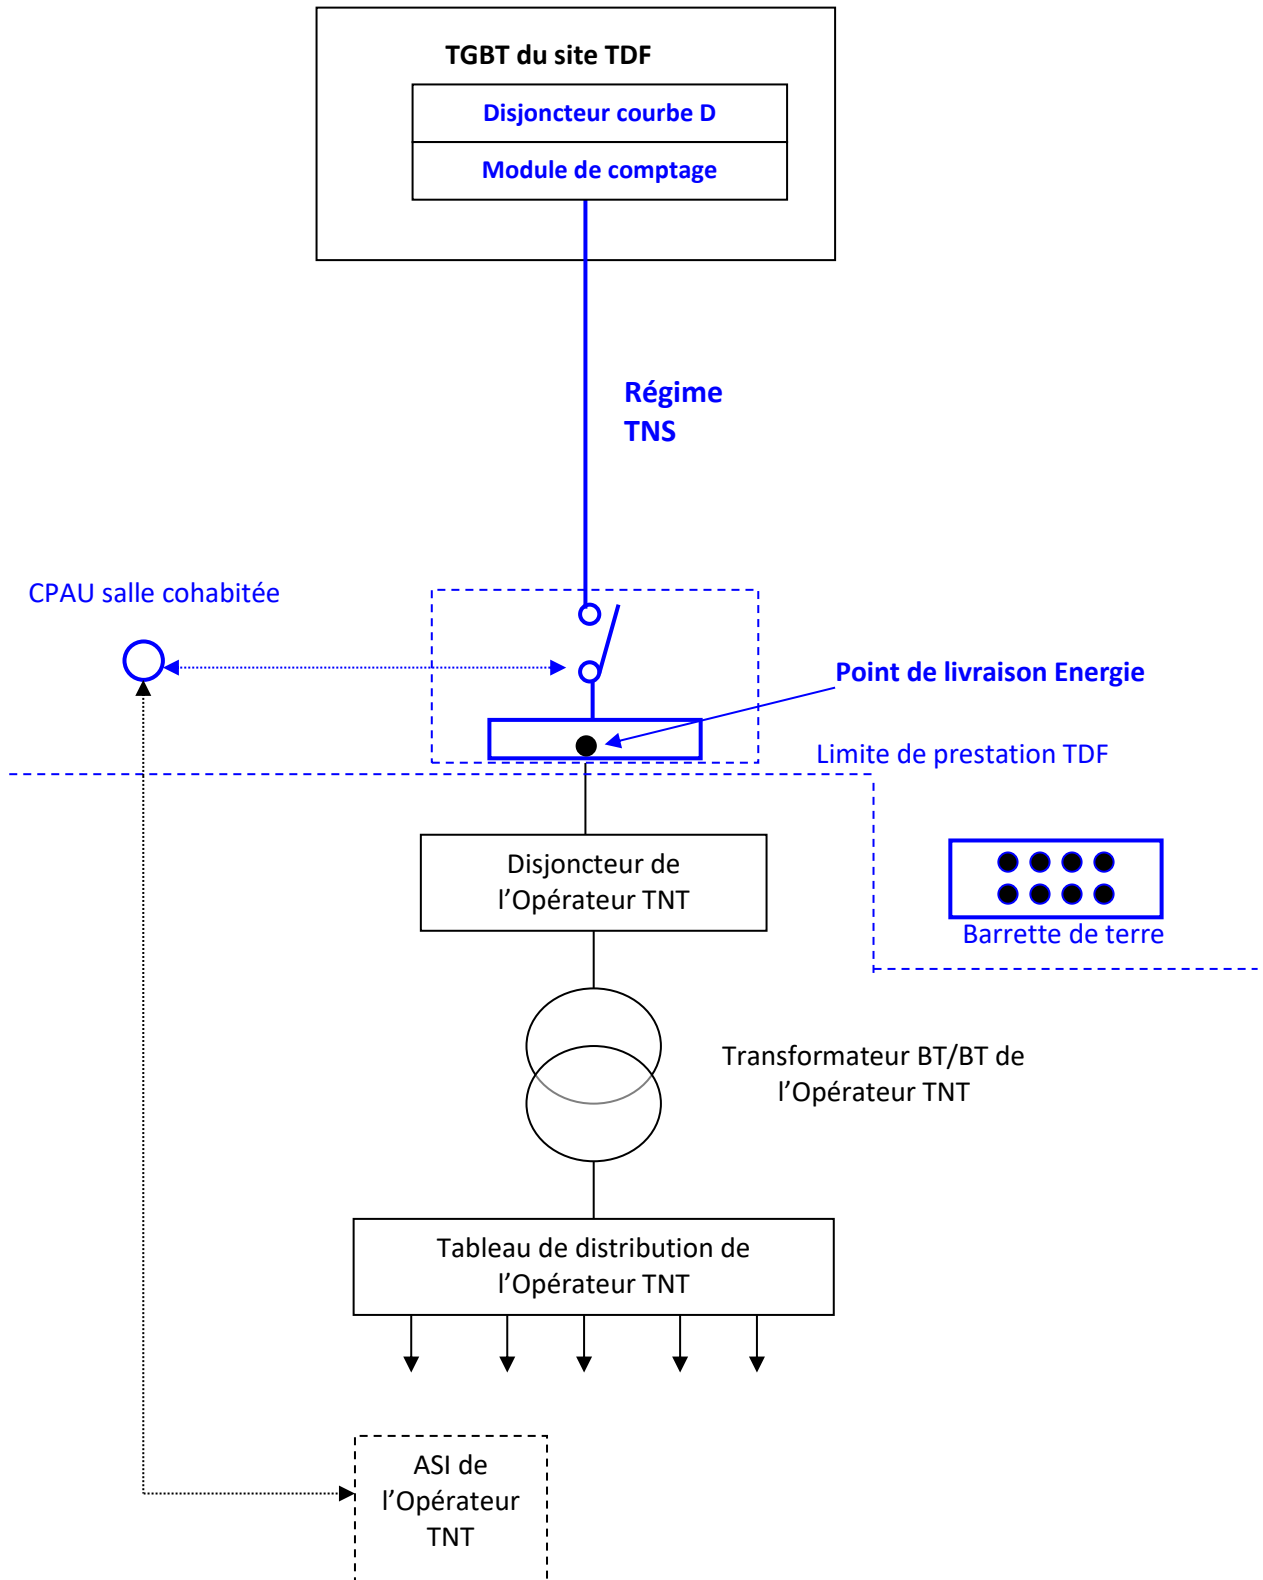 TGBT du site TDF
Disjoncteur courbe D
Module de comptage
Régime
TNS
CPAU salle cohabitée
Point de livraison Energie
Limite de prestation TDF
Disjoncteur de
l’Opérateur TNT
Barrette de terre
Transformateur BT/BT de
l’Opérateur TNT
Tableau de distribution de
l’Opérateur TNT
ASI de
l’Opérateur
TNT